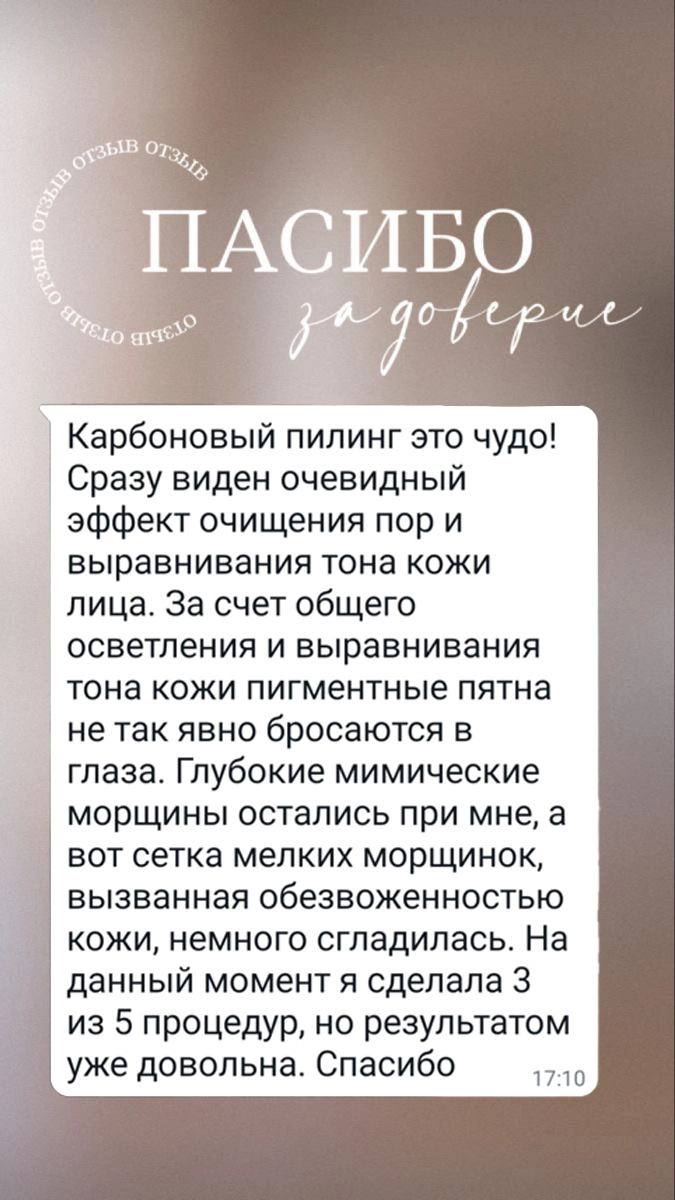 ОТЗЫВ ОТЗЫВ ОТЗЫВ ОТЗЫВ ОТЗЫВ ОТЗЫВ ОТЗЫВ
ПАСИБО
за доверие
Карбоновый пилинг это чудо!
Сразу виден очевидный
эффект очищения пор и
выравнивания тона кожи
лица. За счет общего
осветления и выравнивания
тона кожи пигментные пятна
не так явно бросаются в
глаза. Глубокие мимические
морщины остались при мне, а
вот сетка мелких морщинок,
вызванная обезвоженностью
кожи, немного сгладилась. На
данный момент я сделала 3
из 5 процедур, но результатом
уже довольна. Спасибо
17:10